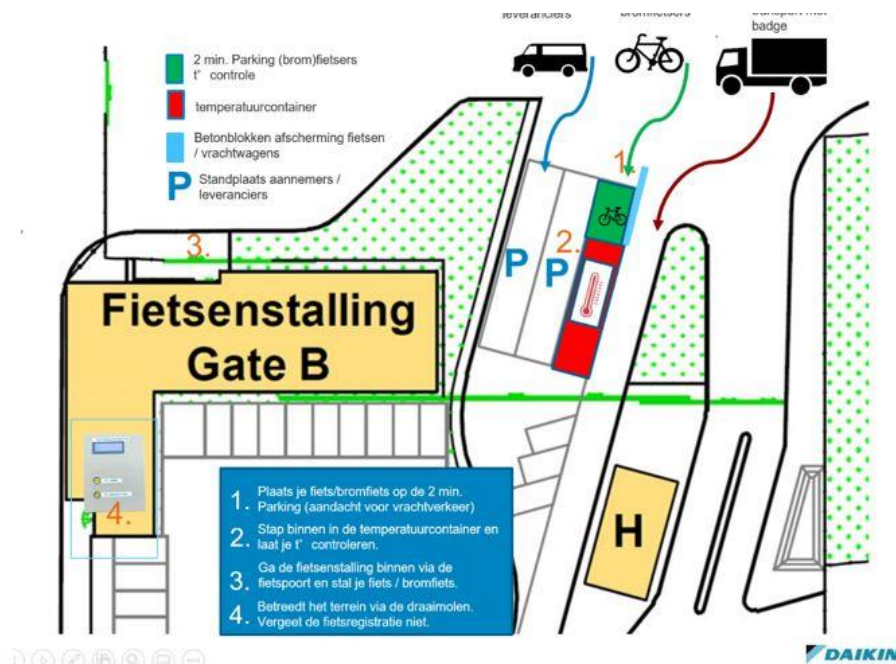 leveranciers
bromfietsers
transport met
badge
2 min. Parking (brom)fietsers
t° controle
temperatuurcontainer
Betonblokken afscherming fietsen
/ vrachtwagens
P Standplaats aannemers /
leveranciers
1.
2.
3.
P
P
Fietsenstalling
Gate B
4.
H
1. Plaats je fiets/bromfiets op de 2 min.
Parking (aandacht voor vrachtverkeer)
2. Stap binnen in de temperatuurcontainer en
laat je t° controleren.
3. Ga de fietsenstalling binnen via de
fietspoort en stal je fiets / bromfiets.
4. Betreedt het terrein via de draaimolen.
Vergeet de fietsregistratie niet.
DAIKIN